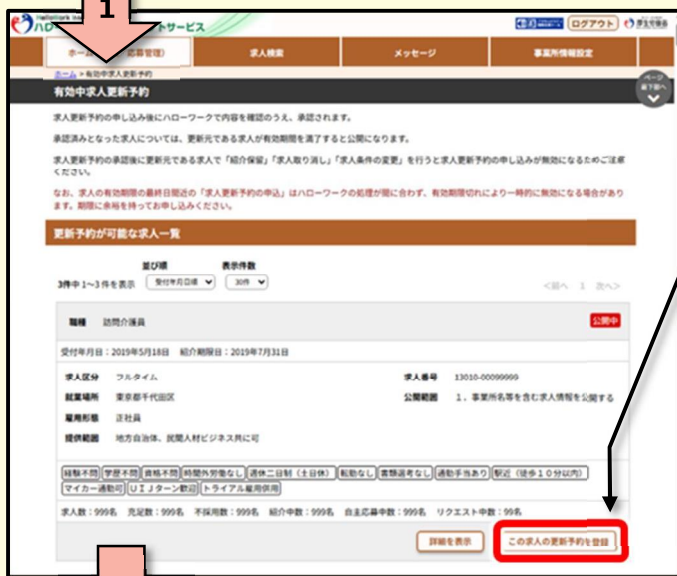 1
ハロ トサービス
ログアウト 厚生労働省
ホーム 応募管理） 求人検索 メッセージ 事業所情報設定
ホーム > 有効中求人更新予約
有効中求人更新予約
求人更新予約の申し込み後にハローワークで内容を確認のうえ、承認されます。
承認済みとなった求人については、更新元である求人が有効期間を満了すると公開になります。
求人更新予約の承認後に更新元である求人で「紹介保留」「求人取り消し」「求人条件の変更」を行うと求人更新予約の申し込みが無効になるためご注意
ください。
なお、求人の有効期限の最終日間近の「求人更新予約の申込」はハローワークの処理が間に合わず、有効期限切れにより一時的に無効になる場合があり
ます。期限に余裕を持ってお申し込みください。
更新予約が可能な求人一覧
並び順 表示件数
3件中 1～3 件を表示 受付年月日順 30件 <前へ 1 次へ>
職種 訪問介護員 公開中
受付年月日：2019年5月18日 紹介期限日：2019年7月31日
求人区分 フルタイム 求人番号 13010-00099999
就業場所 東京都千代田区 公開範囲 1．事業所名等を含む求人情報を公開する
雇用形態 正社員
提供範囲 地方自治体、民間人材ビジネス共に可
経験不問 学歴不問 資格不問 時間外労働なし 週休二日制（土日休） 転勤なし 書類選考なし 通勤手当あり 駅近（徒歩１０分以内）
マイカー通勤可 ＵＩＪターン歓迎 トライアル雇用併用
求人数：999名 充足数：999名 不採用数：999名 紹介中数：999名 自主応募中数：999名 リクエスト中数：99名
詳細を表示 この求人の更新予約を登録